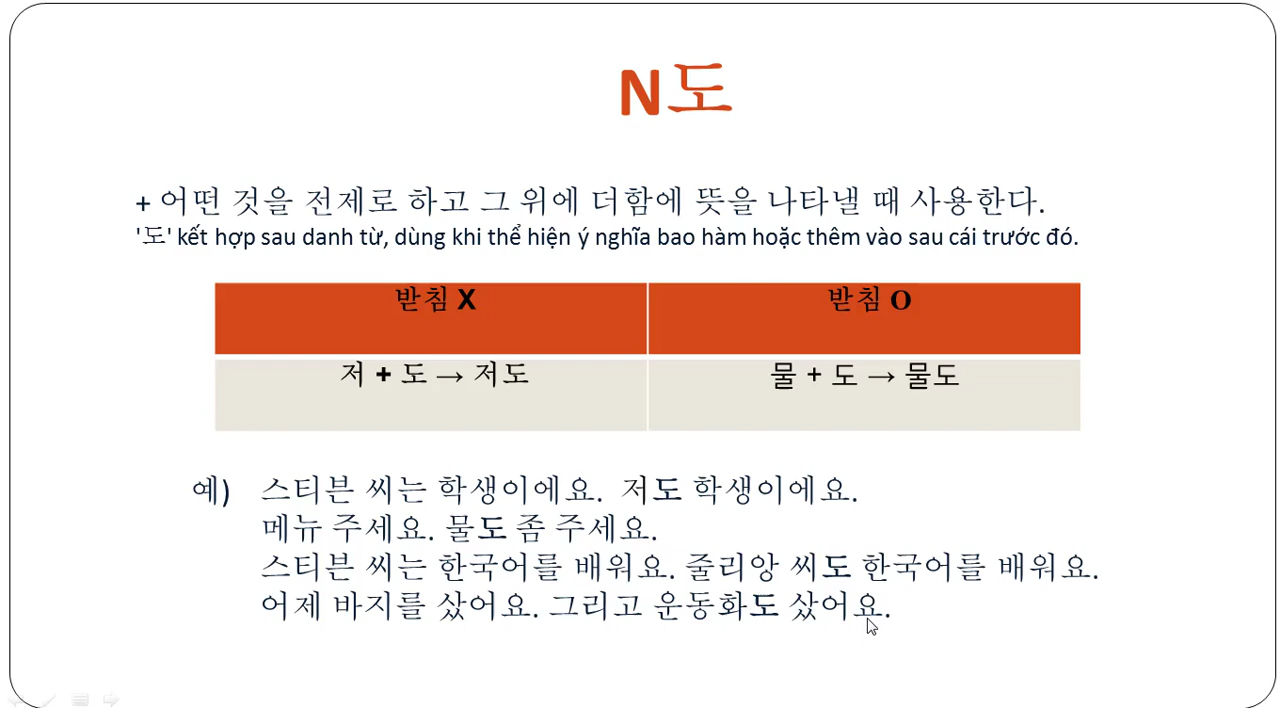 N도
+ 어떤 것을 전제로 하고 그 위에 더함에 뜻을 나타낼 때 사용한다.
'도' kết hợp sau danh từ, dùng khi thể hiện ý nghĩa bao hàm hoặc thêm vào sau cái trước đó.
받침 X
받침 O
저 + 도 → 저도
물 + 도 → 물도
예) 스티븐 씨는 학생이에요. 저도 학생이에요.
메뉴 주세요. 물도 좀 주세요.
스티븐 씨는 한국어를 배워요. 줄리앙 씨도 한국어를 배워요.
어제 바지를 샀어요. 그리고 운동화도 샀어요.